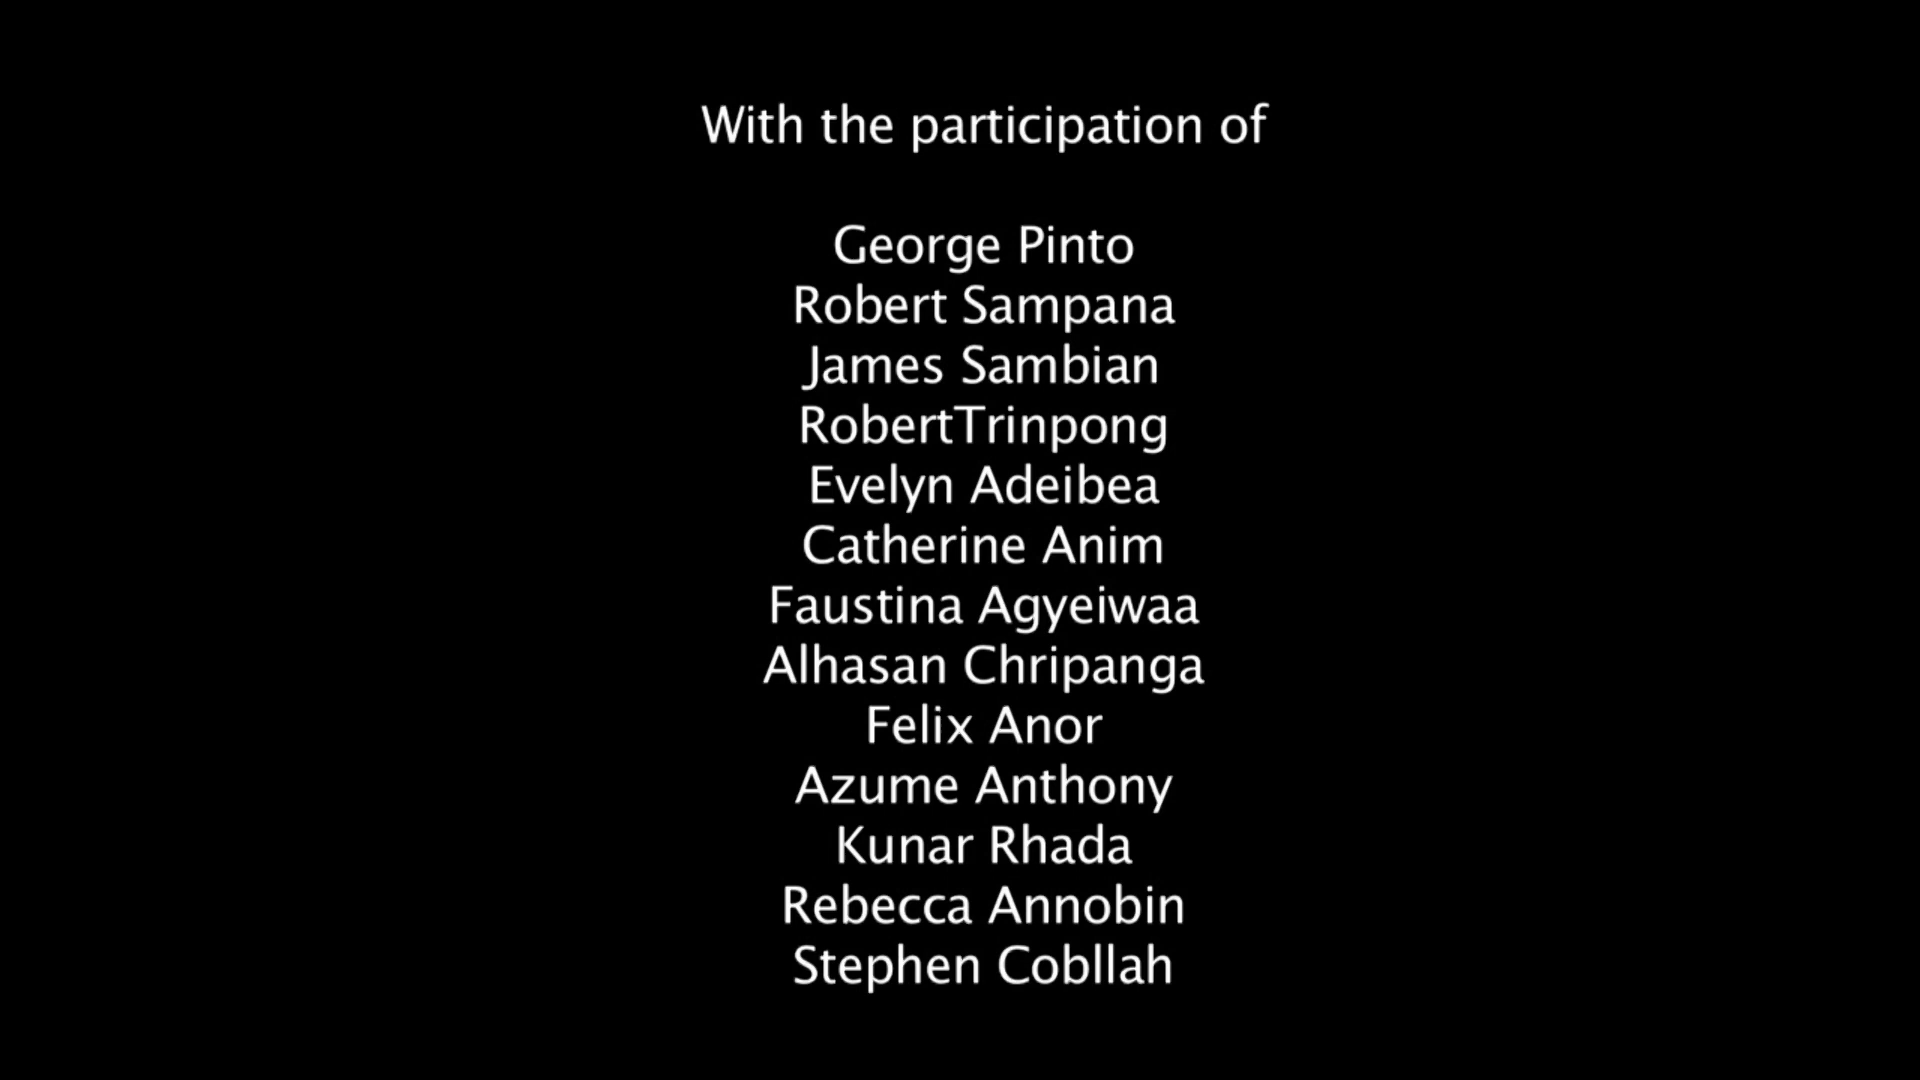 With the participation of
George Pinto
Robert Sampana
James Sambian
RobertTrinpong
Evelyn Adeibea
Catherine Anim
Faustina Agyeiwaa
Alhasan Chripanga
Felix Anor
Azume Anthony
Kunar Rhada
Rebecca Annobin
Stephen Cobllah